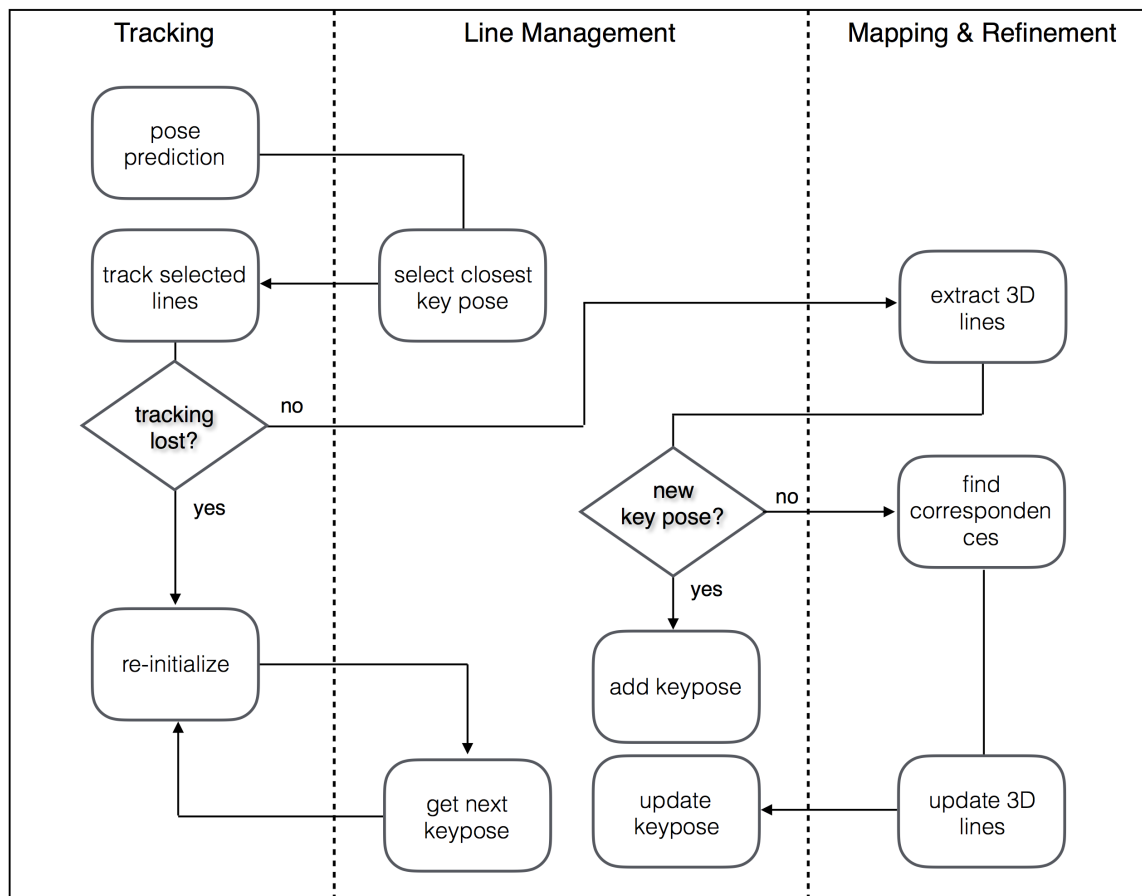 Tracking
Line Management
Mapping & Refinement
pose
prediction
track selected
lines
select closest
key pose
extract 3D
lines
tracking
lost?
no
yes
new
key pose?
no
yes
find
corresponden
ces
re-initialize
add keypose
get next
keypose
update
keypose
update 3D
lines